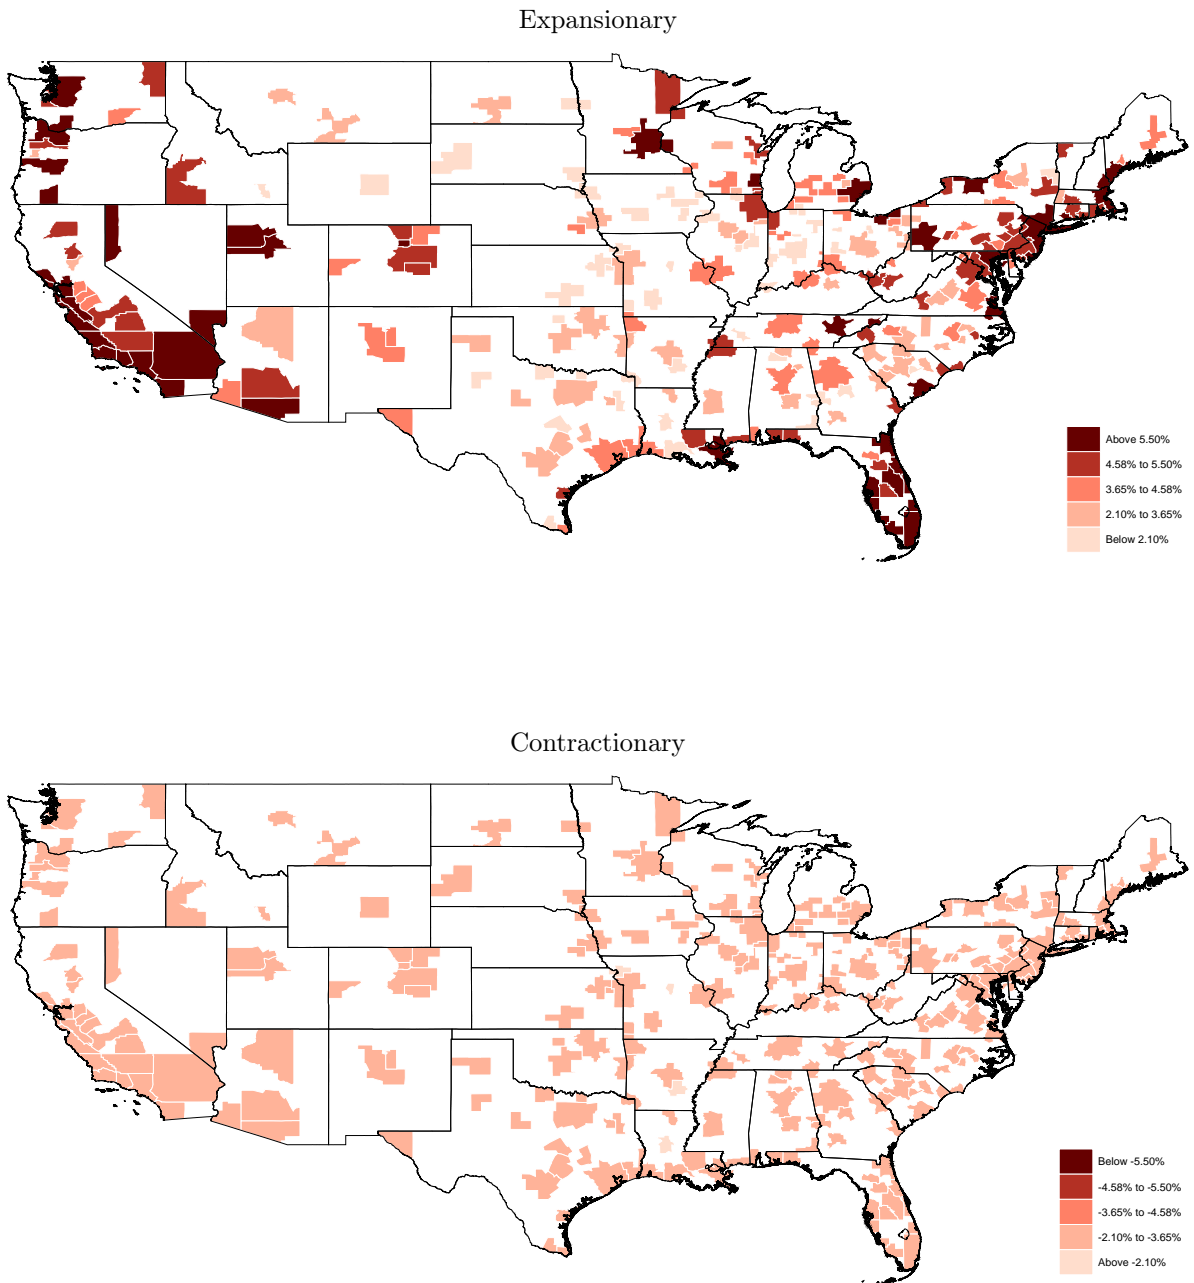 Expansionary
Above 5.50%
4.58% to 5.50%
3.65% to 4.58%
2.10% to 3.65%
Below 2.10%
Contractionary
Below -5.50%
-4.58% to -5.50%
-3.65% to -4.58%
-2.10% to -3.65%
Above -2.10%